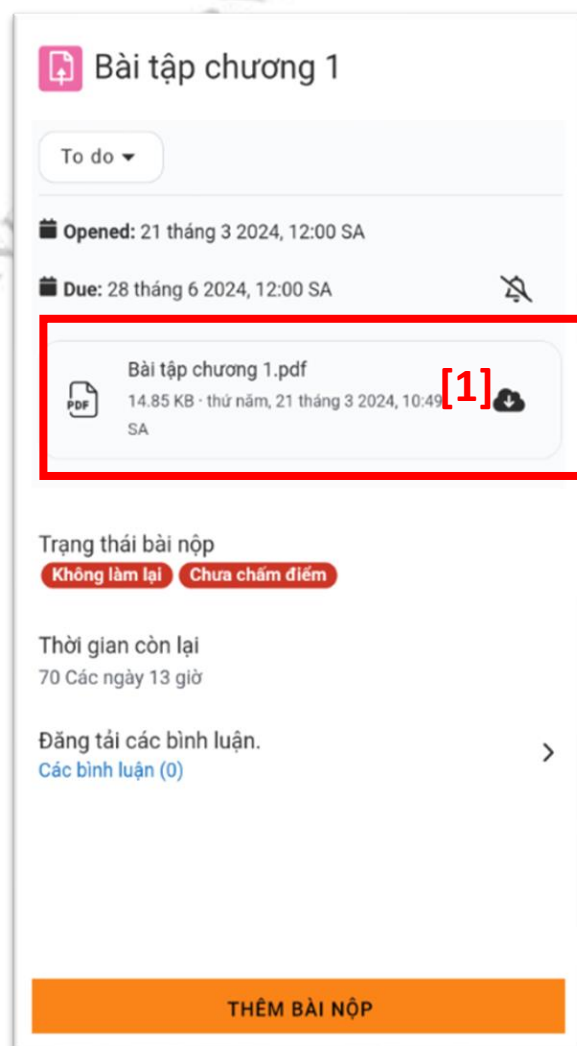 Bài tập chương 1
To do
Opened: 21 tháng 3 2024, 12:00 SA
Due: 28 tháng 6 2024, 12:00 SA
Bài tập chương 1.pdf
[1]
PDF
14.85 KB · thứ năm, 21 tháng 3 2024, 10:49
SA
Trạng thái bài nộp
Không làm lại Chưa chấm điểm
Thời gian còn lại
70 Các ngày 13 giờ
Đăng tải các bình luận.
Các bình luận (0)
THÊM BÀI NỘP